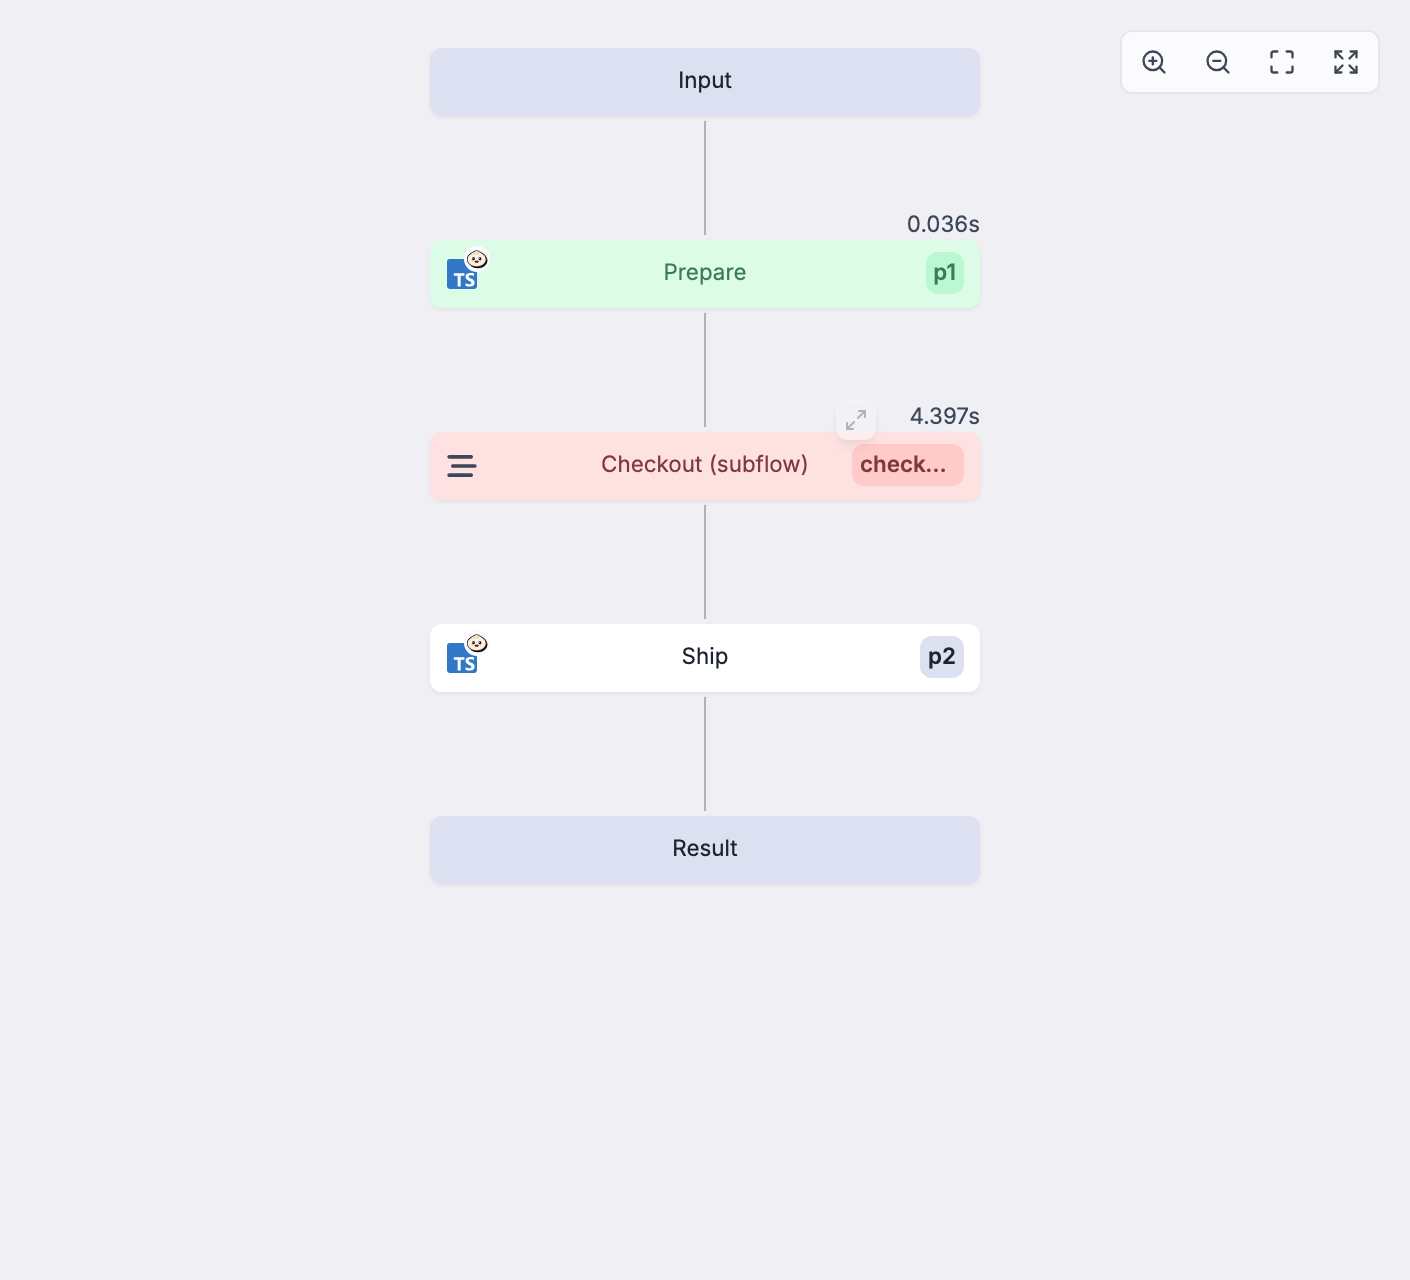 Input
0.036s
TS
Prepare
p1
4.397s
Checkout (subflow)
check...
TS
Ship
p2
Result